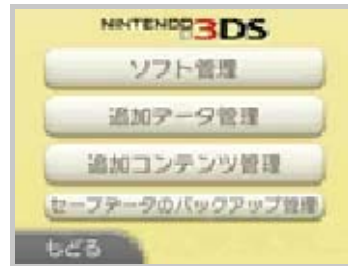 NINTENDO3DS
ソフト管理
追加データ管理
追加コンテンツ管理
セーブデータのバックアップ管理
もどる